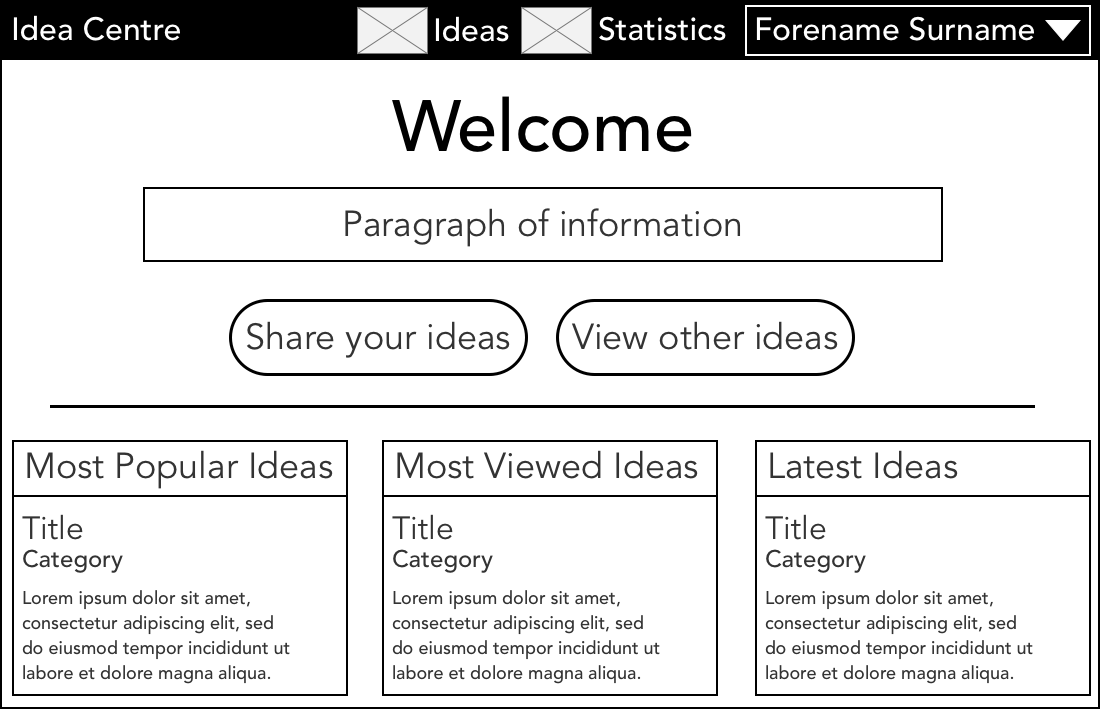 Idea Centre Ideas Statistics Forename Surname
Welcome
Paragraph of information
Share your ideas View other ideas
Most Popular Ideas
Title
Category
Lorem ipsum dolor sit amet,
consectetur adipiscing elit, sed
do eiusmod tempor incididunt ut
labore et dolore magna aliqua.
Most Viewed Ideas
Title
Category
Lorem ipsum dolor sit amet,
consectetur adipiscing elit, sed
do eiusmod tempor incididunt ut
labore et dolore magna aliqua.
Latest Ideas
Title
Category
Lorem ipsum dolor sit amet,
consectetur adipiscing elit, sed
do eiusmod tempor incididunt ut
labore et dolore magna aliqua.